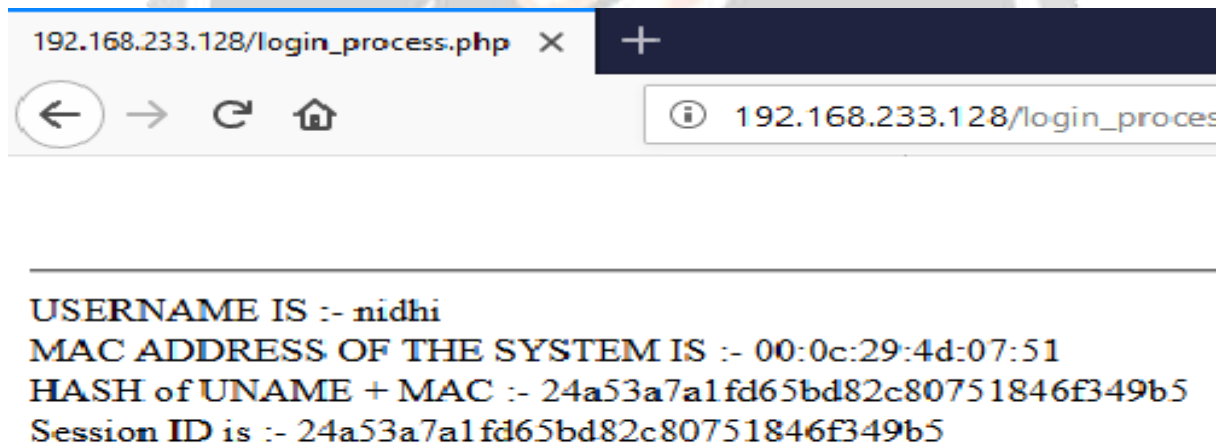 192.168.233.128/login_process.php
192.168.233.128/login_proces
USERNAME IS :- nidhi
MAC ADDRESS OF THE SYSTEM IS :- 00:0c:29:4d:07:51
HASH of UNAME + MAC :- 24a53a7a1fd65bd82c80751846f349b5
Session ID is :- 24a53a7a1fd65bd82c80751846f349b5